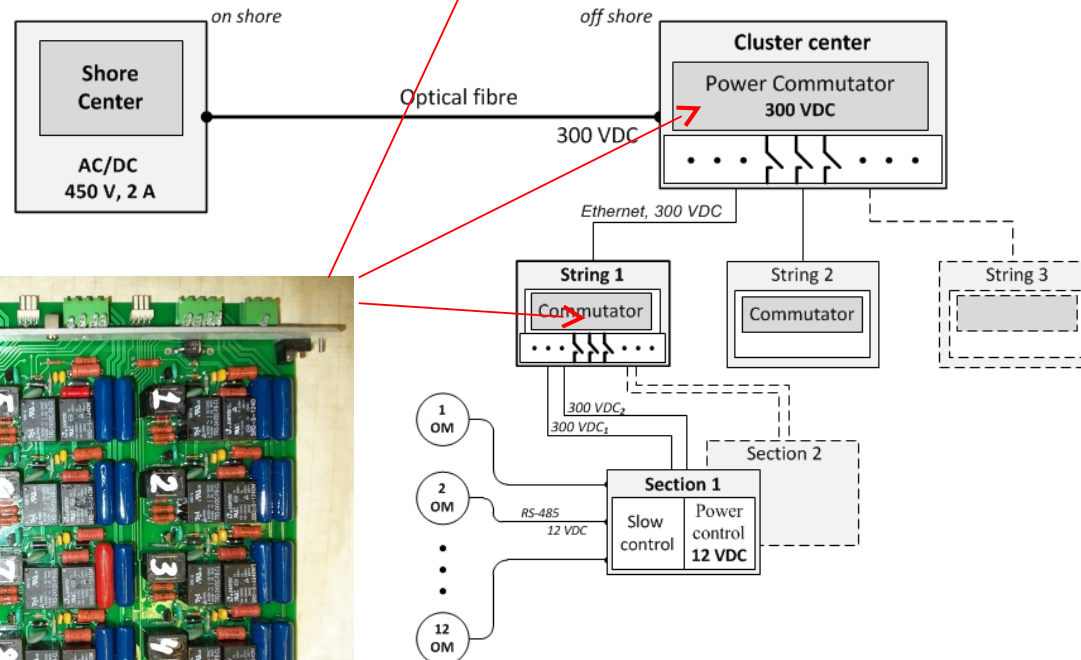 on shore
off shore
Shore
Center
AC/DC
450 V, 2 A
Optical fibre
300 VDC
Cluster center
Power Commutator
300 VDC
Ethernet, 300 VDC
String 1
Commutator
String 2
Commutator
String 3
300 VDC₂
300 VDC₁
1
OM
2
OM
12
OM
RS-485
12 VDC
Section 2
Section 1
Slow
control
Power
control
12 VDC
1
2
3
4
7